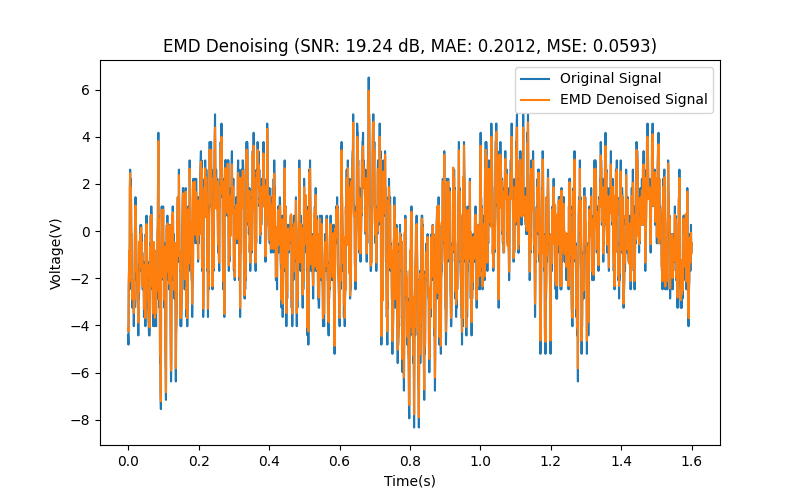 EMD Denoising (SNR: 19.24 dB, MAE: 0.2012, MSE: 0.0593)
Original Signal
EMD Denoised Signal
Voltage(V)
6
4
2
0
−2
−4
−6
−8
0.0 0.2 0.4 0.6 0.8 1.0 1.2 1.4 1.6
Time(s)